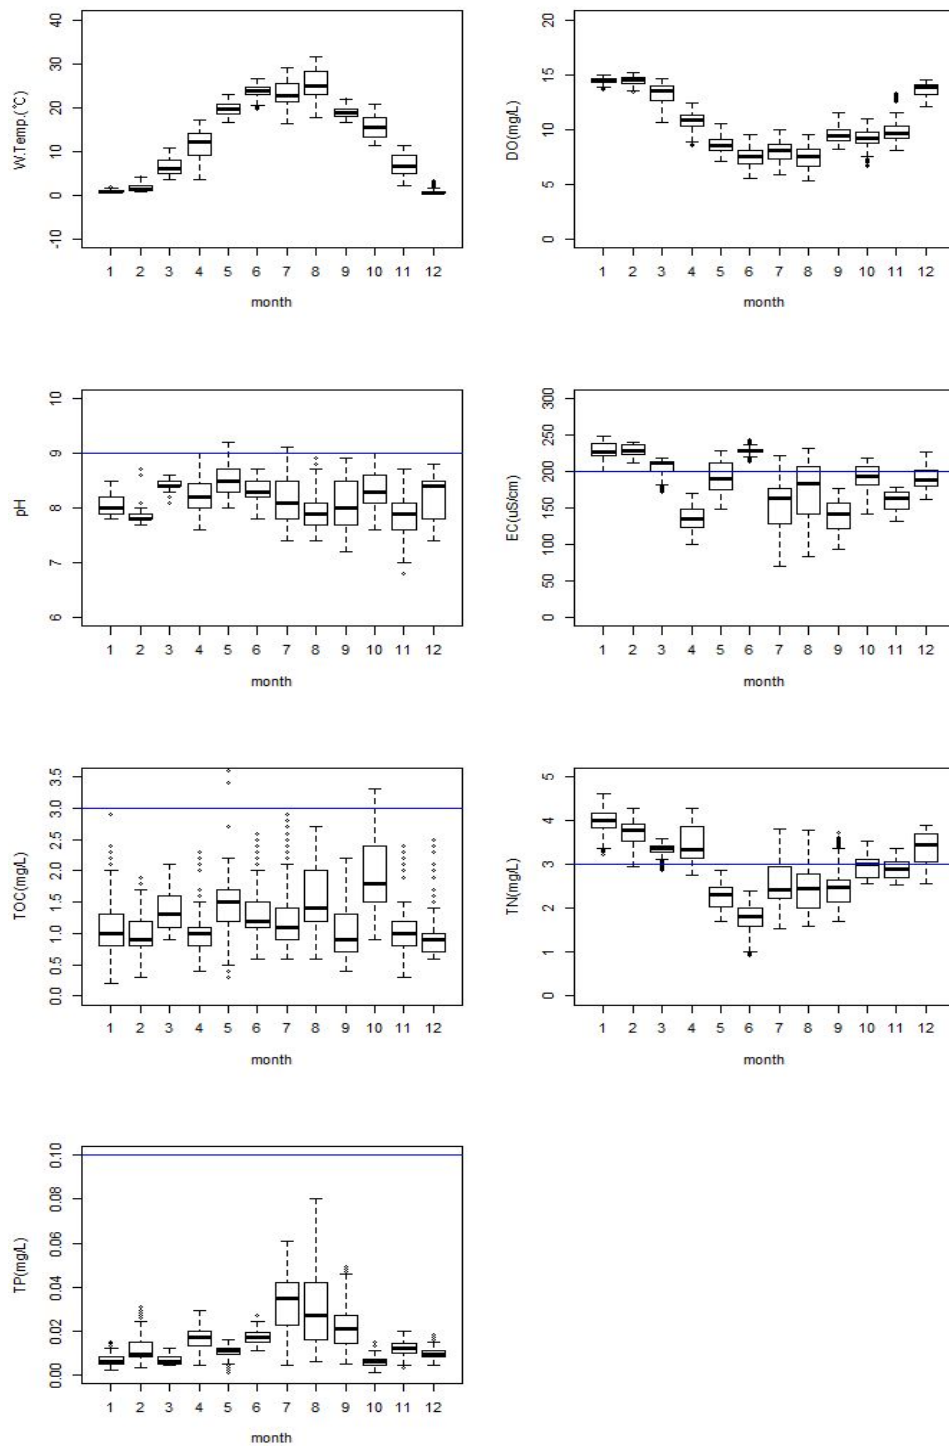 W.Temp.(℃)
40
30
20
10
0
-10
1 2 3 4 5 6 7 8 9 10 11 12
month
DO(mg/L)
20
15
10
5
0
1 2 3 4 5 6 7 8 9 10 11 12
month
pH
10
9
8
7
6
1 2 3 4 5 6 7 8 9 10 11 12
month
EC(uS/cm)
300
250
200
150
100
50
0
1 2 3 4 5 6 7 8 9 10 11 12
month
TOC(mg/L)
3.5
3.0
2.5
2.0
1.5
1.0
0.5
0.0
1 2 3 4 5 6 7 8 9 10 11 12
month
TN(mg/L)
5
4
3
2
1
0
1 2 3 4 5 6 7 8 9 10 11 12
month
TP(mg/L)
0.10
0.08
0.06
0.04
0.02
0.00
1 2 3 4 5 6 7 8 9 10 11 12
month